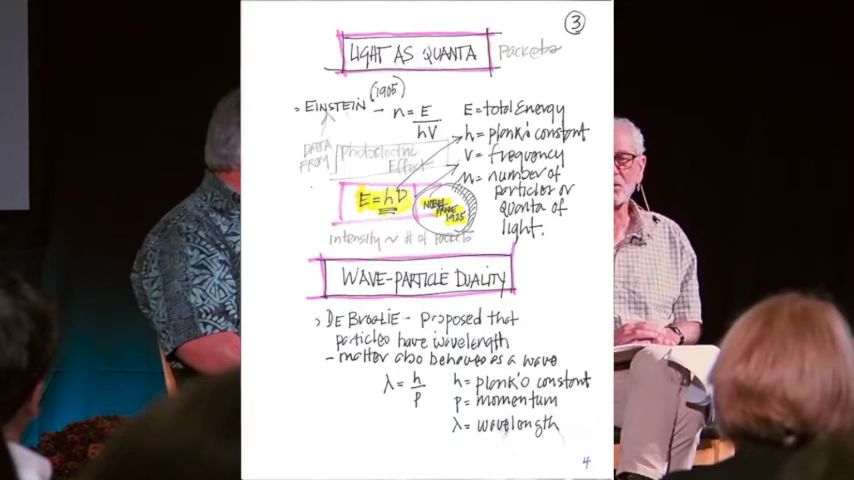 3
LIGHT AS QUANTA packets
(1905)
> EINSTEIN - n = E
hV
DATA
FROM
photoelectric
Effect
E = total Energy
h = plank's constant
V = frequency
n = number of
particles or
quanta of
light.
E = hV
NOBEL
PRIZE
1925
intensity ~ # of packets
WAVE-PARTICLE DUALITY
> DE BROGLIE - proposed that
particles have wavelength
- matter also behaves as a wave
λ = h
p
h = plank's constant
p = momentum
λ = wavelength
4